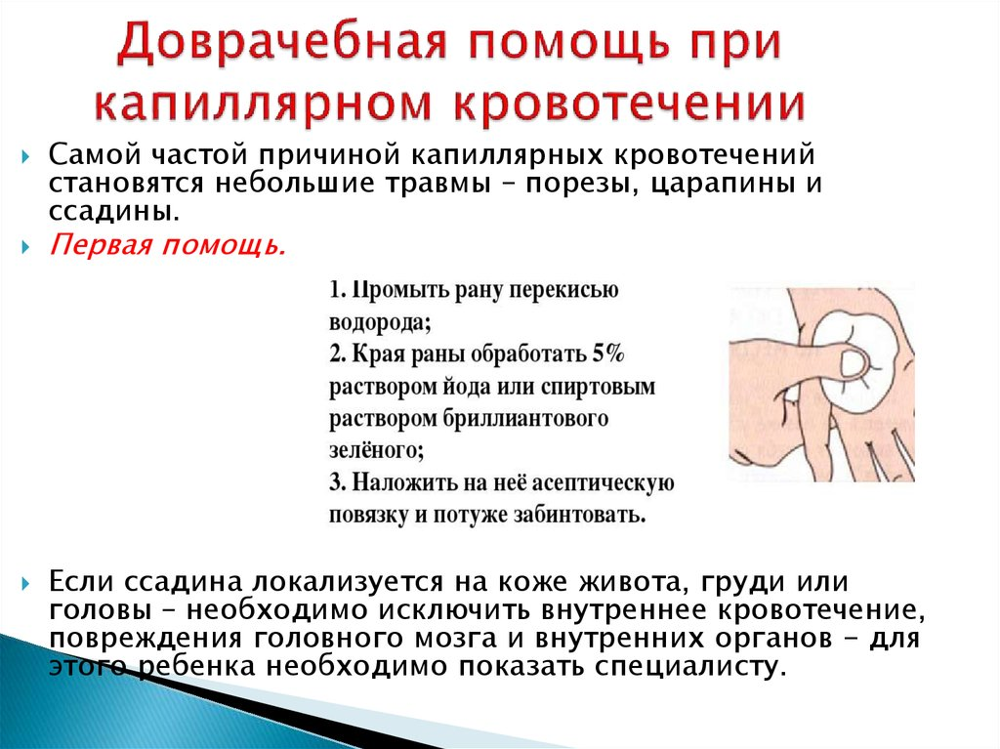 Доврачебная помощь при
капиллярном кровотечении
Самой частой причиной капиллярных кровотечений
становятся небольшие травмы – порезы, царапины и
ссадины.
Первая помощь.
1. Промыть рану перекисью
водорода;
2. Края раны обработать 5%
раствором йода или спиртовым
раствором бриллиантового
зелёного;
3. Наложить на неё асептическую
повязку и потуже забинтовать.
Если ссадина локализуется на коже живота, груди или
головы – необходимо исключить внутреннее кровотечение,
повреждения головного мозга и внутренних органов – для
этого ребенка необходимо показать специалисту.